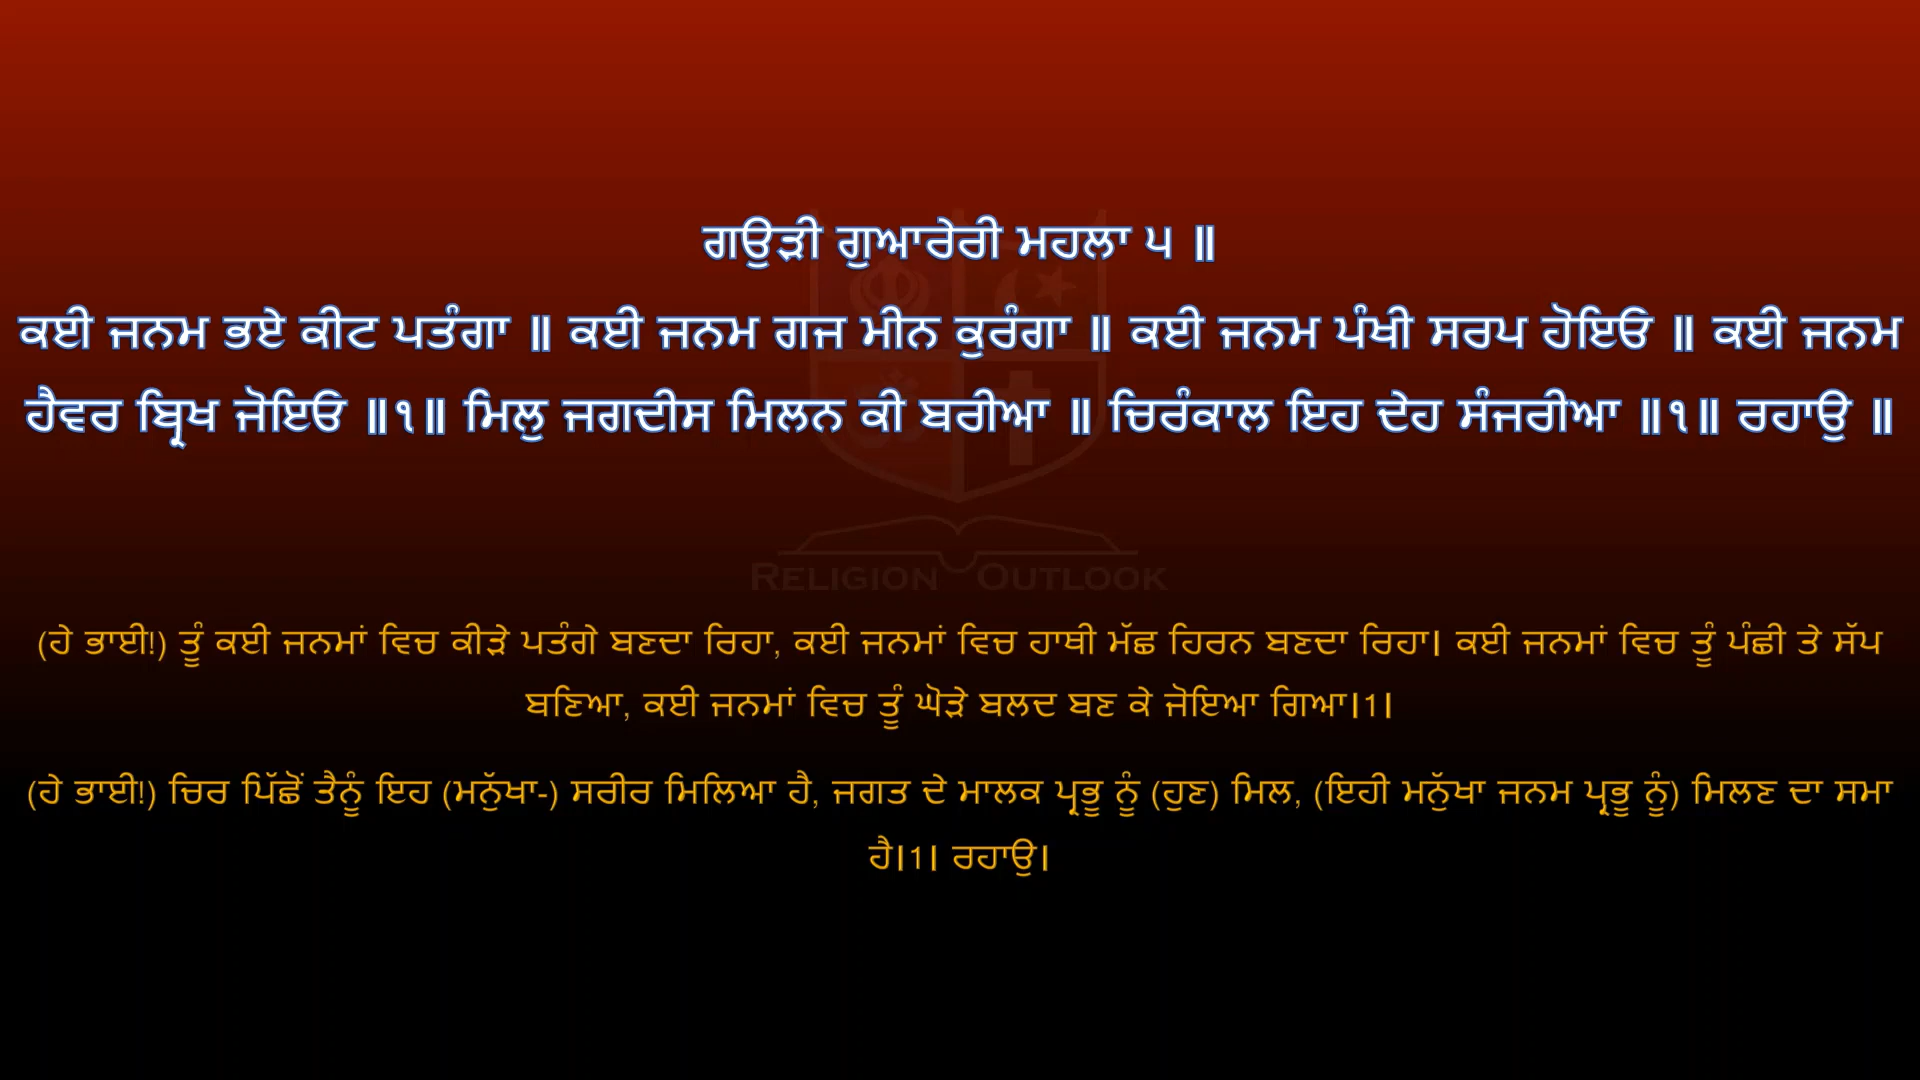 ਗਉੜੀ ਗੁਆਰੇਰੀ ਮਹਲਾ ੫ ॥
ਕਈ ਜਨਮ ਭਏ ਕੀਟ ਪਤੰਗਾ ॥ ਕਈ ਜਨਮ ਗਜ ਮੀਨ ਕੁਰੰਗਾ ॥ ਕਈ ਜਨਮ ਪੰਖੀ ਸਰਪ ਹੋਇਓ ॥ ਕਈ ਜਨਮ
ਹੈਵਰ ਬ੍ਰਿਖ ਜੋਇਓ ॥੧॥ ਮਿਲੁ ਜਗਦੀਸ ਮਿਲਨ ਕੀ ਬਰੀਆ ॥ ਚਿਰੰਕਾਲ ਇਹ ਦੇਹ ਸੰਜਰੀਆ ॥੧॥ ਰਹਾਉ ॥
RELIGION OUTLOOK
(ਹੇ ਭਾਈ!) ਤੂੰ ਕਈ ਜਨਮਾਂ ਵਿਚ ਕੀੜੇ ਪਤੰਗੇ ਬਣਦਾ ਰਿਹਾ, ਕਈ ਜਨਮਾਂ ਵਿਚ ਹਾਥੀ ਮੱਛ ਹਿਰਨ ਬਣਦਾ ਰਿਹਾ। ਕਈ ਜਨਮਾਂ ਵਿਚ ਤੂੰ ਪੰਛੀ ਤੇ ਸੱਪ
ਬਣਿਆ, ਕਈ ਜਨਮਾਂ ਵਿਚ ਤੂੰ ਘੋੜੇ ਬਲਦ ਬਣ ਕੇ ਜੋਇਆ ਗਿਆ।1।
(ਹੇ ਭਾਈ!) ਚਿਰ ਪਿੱਛੋਂ ਤੈਨੂੰ ਇਹ (ਮਨੁੱਖਾ-) ਸਰੀਰ ਮਿਲਿਆ ਹੈ, ਜਗਤ ਦੇ ਮਾਲਕ ਪ੍ਰਭੂ ਨੂੰ (ਹੁਣ) ਮਿਲ, (ਇਹੀ ਮਨੁੱਖਾ ਜਨਮ ਪ੍ਰਭੂ ਨੂੰ) ਮਿਲਣ ਦਾ ਸਮਾ
ਹੈ।1। ਰਹਾਉ।